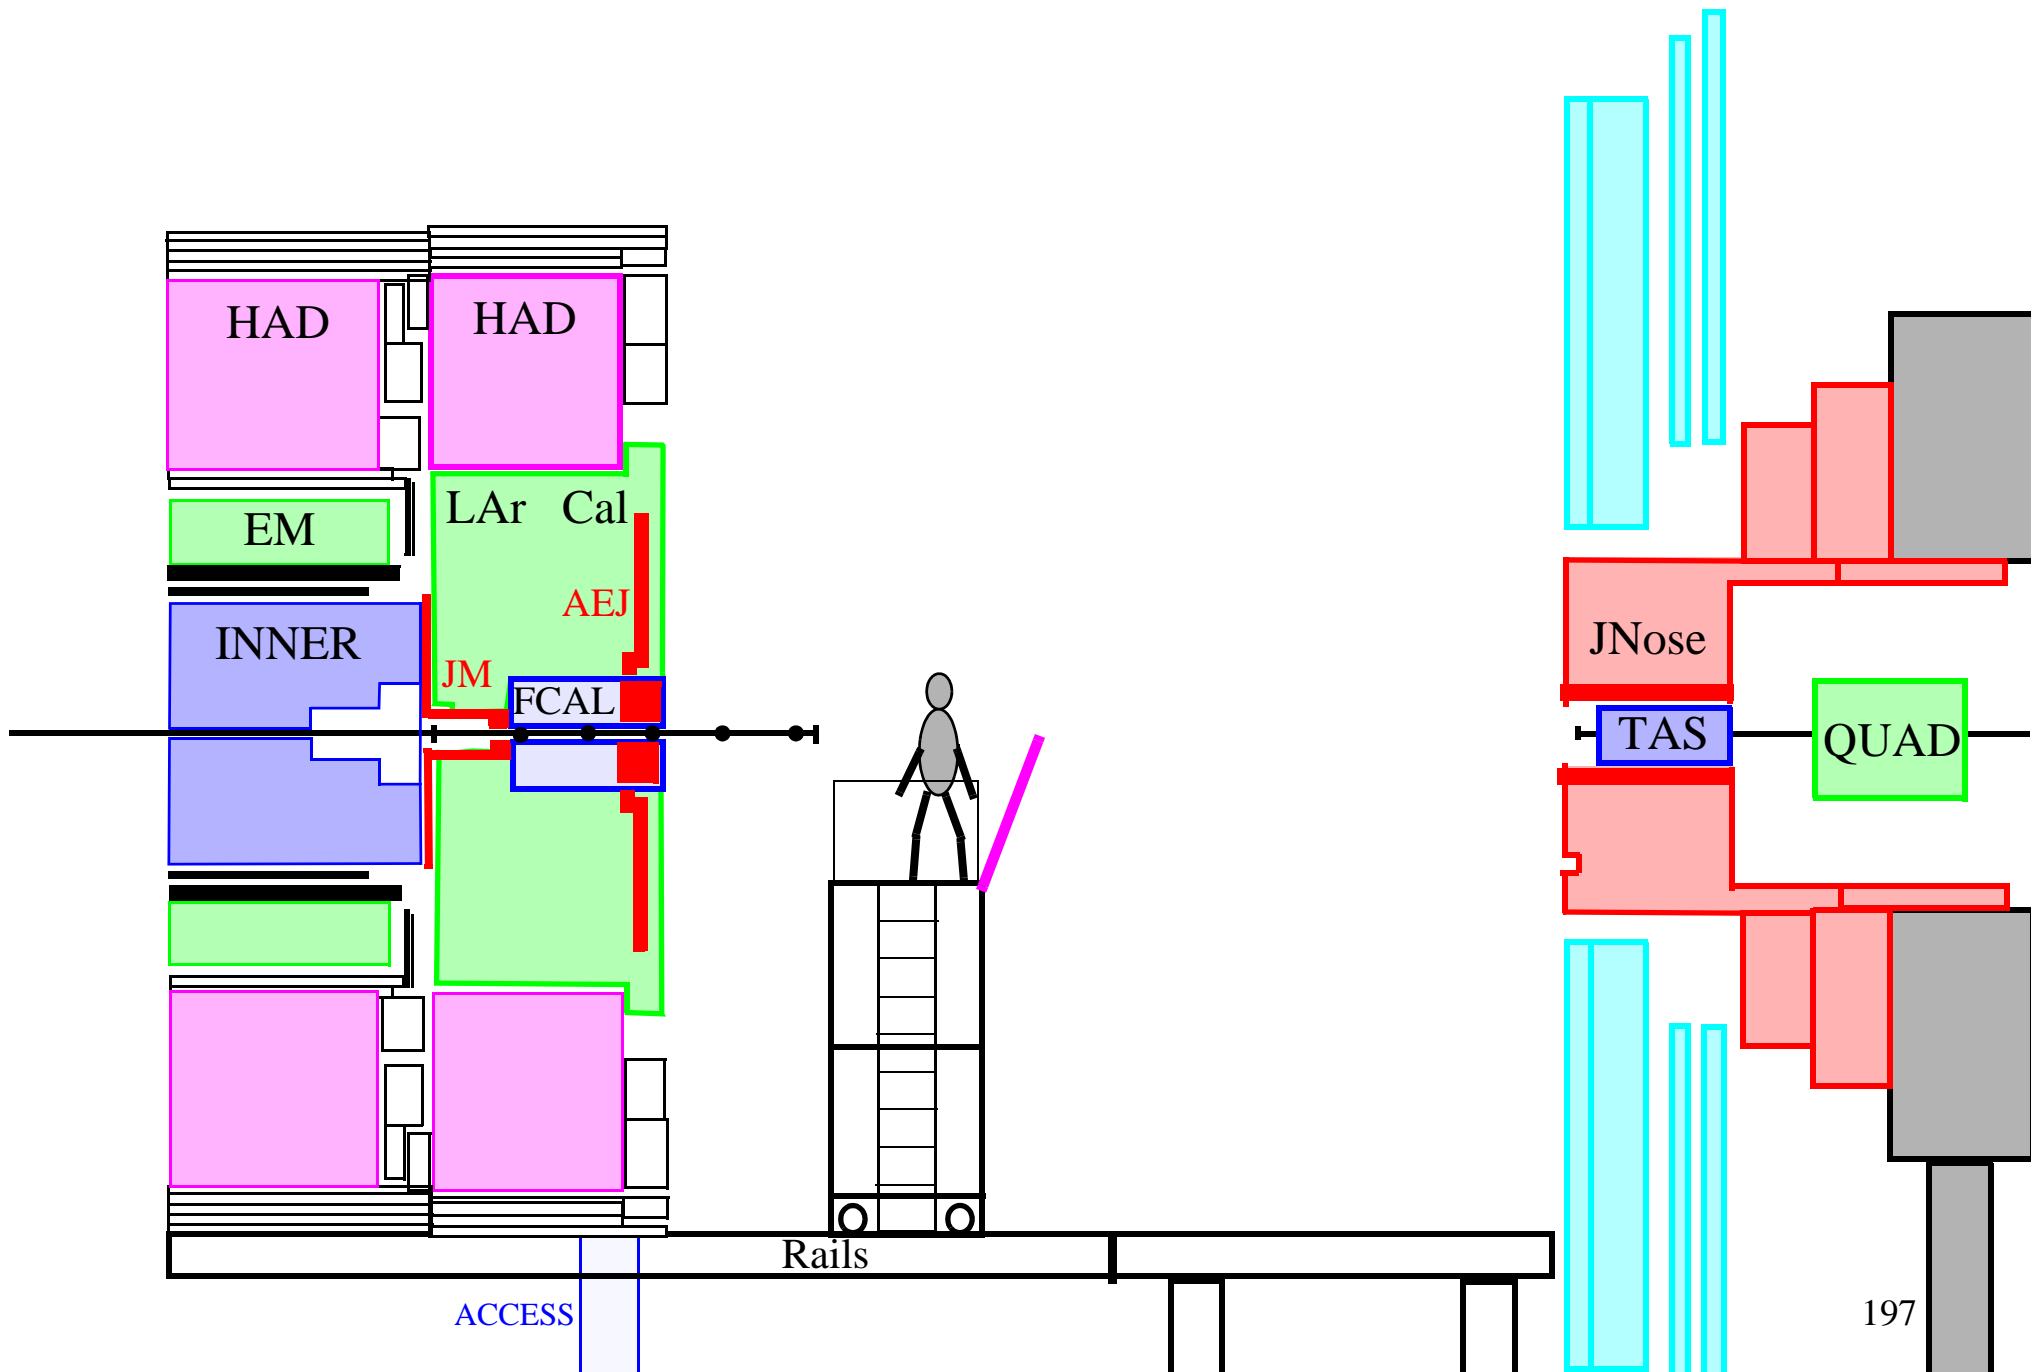 HAD HAD
LAr Cal
EM
AEJ
INNER
JNose
JM
FCAL
TAS
QUAD
Rails
ACCESS
197